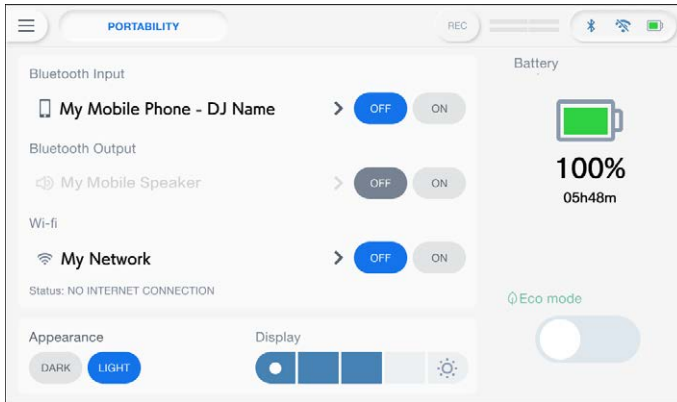 PORTABILITY
REC
Bluetooth Input
My Mobile Phone - DJ Name
OFF ON
Bluetooth Output
My Mobile Speaker
OFF ON
Wi-fi
My Network
OFF ON
Status: NO INTERNET CONNECTION
Appearance
DARK LIGHT
Display
Battery
100%
05h48m
Eco mode